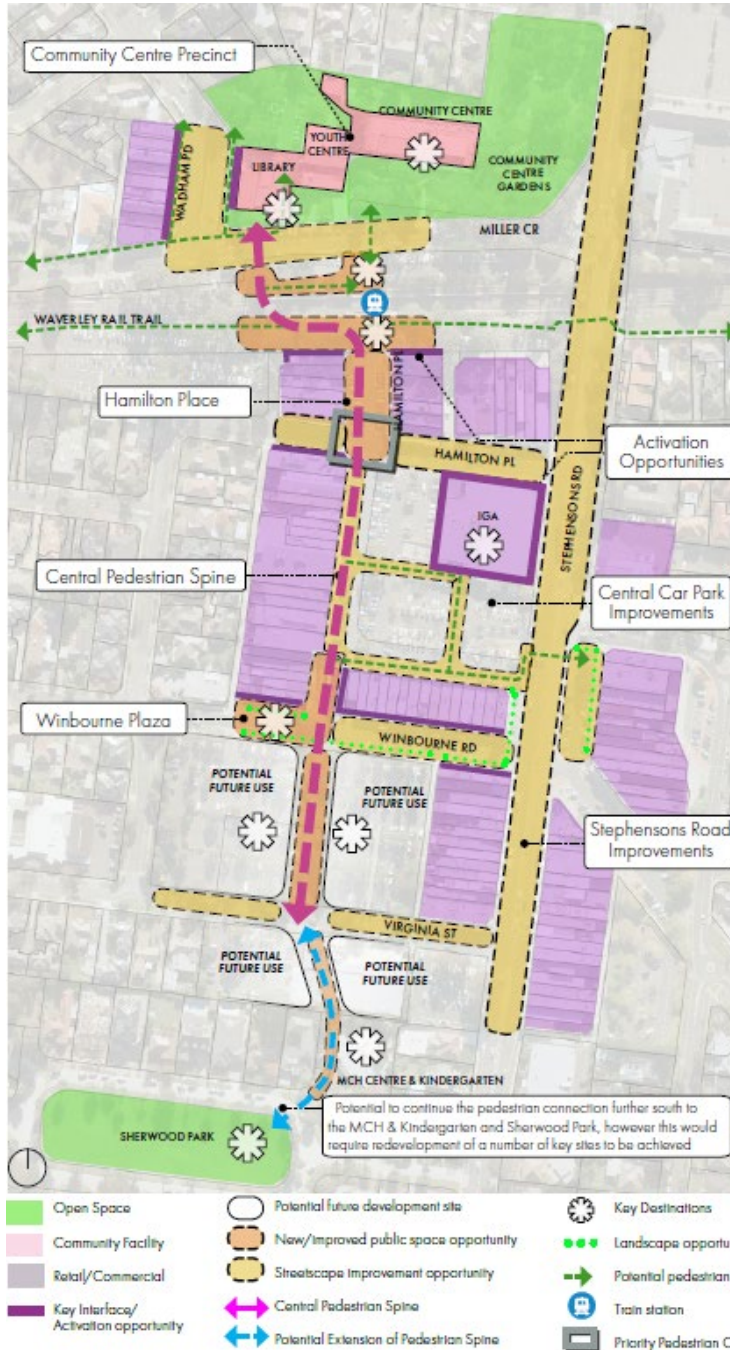 Community Centre Precinct
COMMUNITY CENTRE
YOUTH
CENTRE
LIBRARY
COMMUNITY
CENTRE
GARDENS
WADHAM PD
MILLER CR
WAVERLEY RAIL TRAIL
HAMILTON PL
Hamilton Place
Activation
Opportunities
HAMILTON PL
STEPHENSONS RD
IGA
Central Pedestrian Spine
Central Car Park
Improvements
Winbourne Plaza
WINBOURNE RD
POTENTIAL
FUTURE USE
POTENTIAL
FUTURE USE
Stephensons Road
Improvements
VIRGINIA ST
POTENTIAL
FUTURE USE
POTENTIAL
FUTURE USE
MCH CENTRE & KINDERGARTEN
Potential to continue the pedestrian connection further south to
the MCH & Kindergarten and Sherwood Park, however this would
require redevelopment of a number of key sites to be achieved
SHERWOOD PARK
Open Space
Community Facility
Retail/Commercial
Key Interface/
Activation opportunity
Potential future development site
New/improved public space opportunity
Streetscape improvement opportunity
Central Pedestrian Spine
Potential Extension of Pedestrian Spine
Key Destinations
Landscape opportu
Potential pedestrian
Train station
Priority Pedestrian C